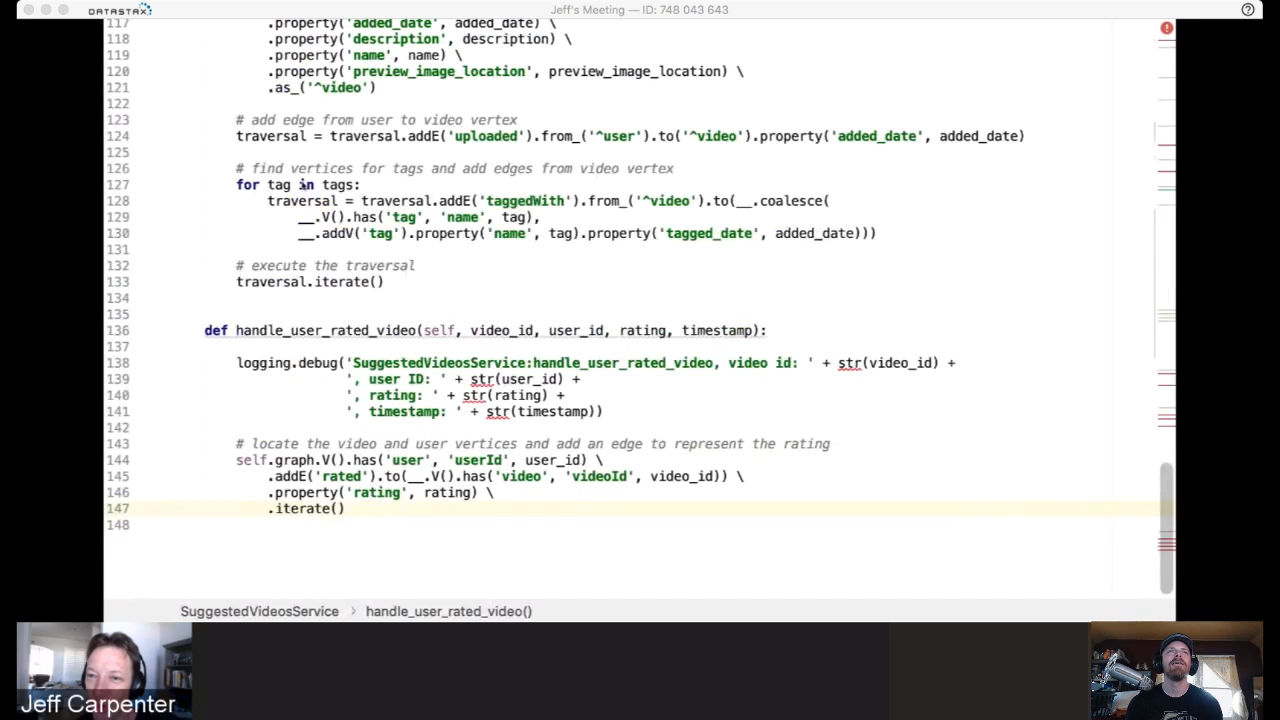 DATASTAX
Jeff's Meeting — ID: 748 043 643
117 .property('added_date', added_date) \
118 .property('description', description) \
119 .property('name', name) \
120 .property('preview_image_location', preview_image_location) \
121 .as_('^video')
122
123 # add edge from user to video vertex
124 traversal = traversal.addE('uploaded').from_('^user').to('^video').property('added_date', added_date)
125
126 # find vertices for tags and add edges from video vertex
127 for tag in tags:
128 traversal = traversal.addE('taggedWith').from_('^video').to(__.coalesce(
129 __.V().has('tag', 'name', tag),
130 __.addV('tag').property('name', tag).property('tagged_date', added_date)))
131
132 # execute the traversal
133 traversal.iterate()
134
135
136 def handle_user_rated_video(self, video_id, user_id, rating, timestamp):
137
138 logging.debug('SuggestedVideosService:handle_user_rated_video, video id: ' + str(video_id) +
139 ', user ID: ' + str(user_id) +
140 ', rating: ' + str(rating) +
141 ', timestamp: ' + str(timestamp))
142
143 # locate the video and user vertices and add an edge to represent the rating
144 self.graph.V().has('user', 'userId', user_id) \
145 .addE('rated').to(__.V().has('video', 'videoId', video_id)) \
146 .property('rating', rating) \
147 .iterate()
148
SuggestedVideosService > handle_user_rated_video()
Jeff Carpenter